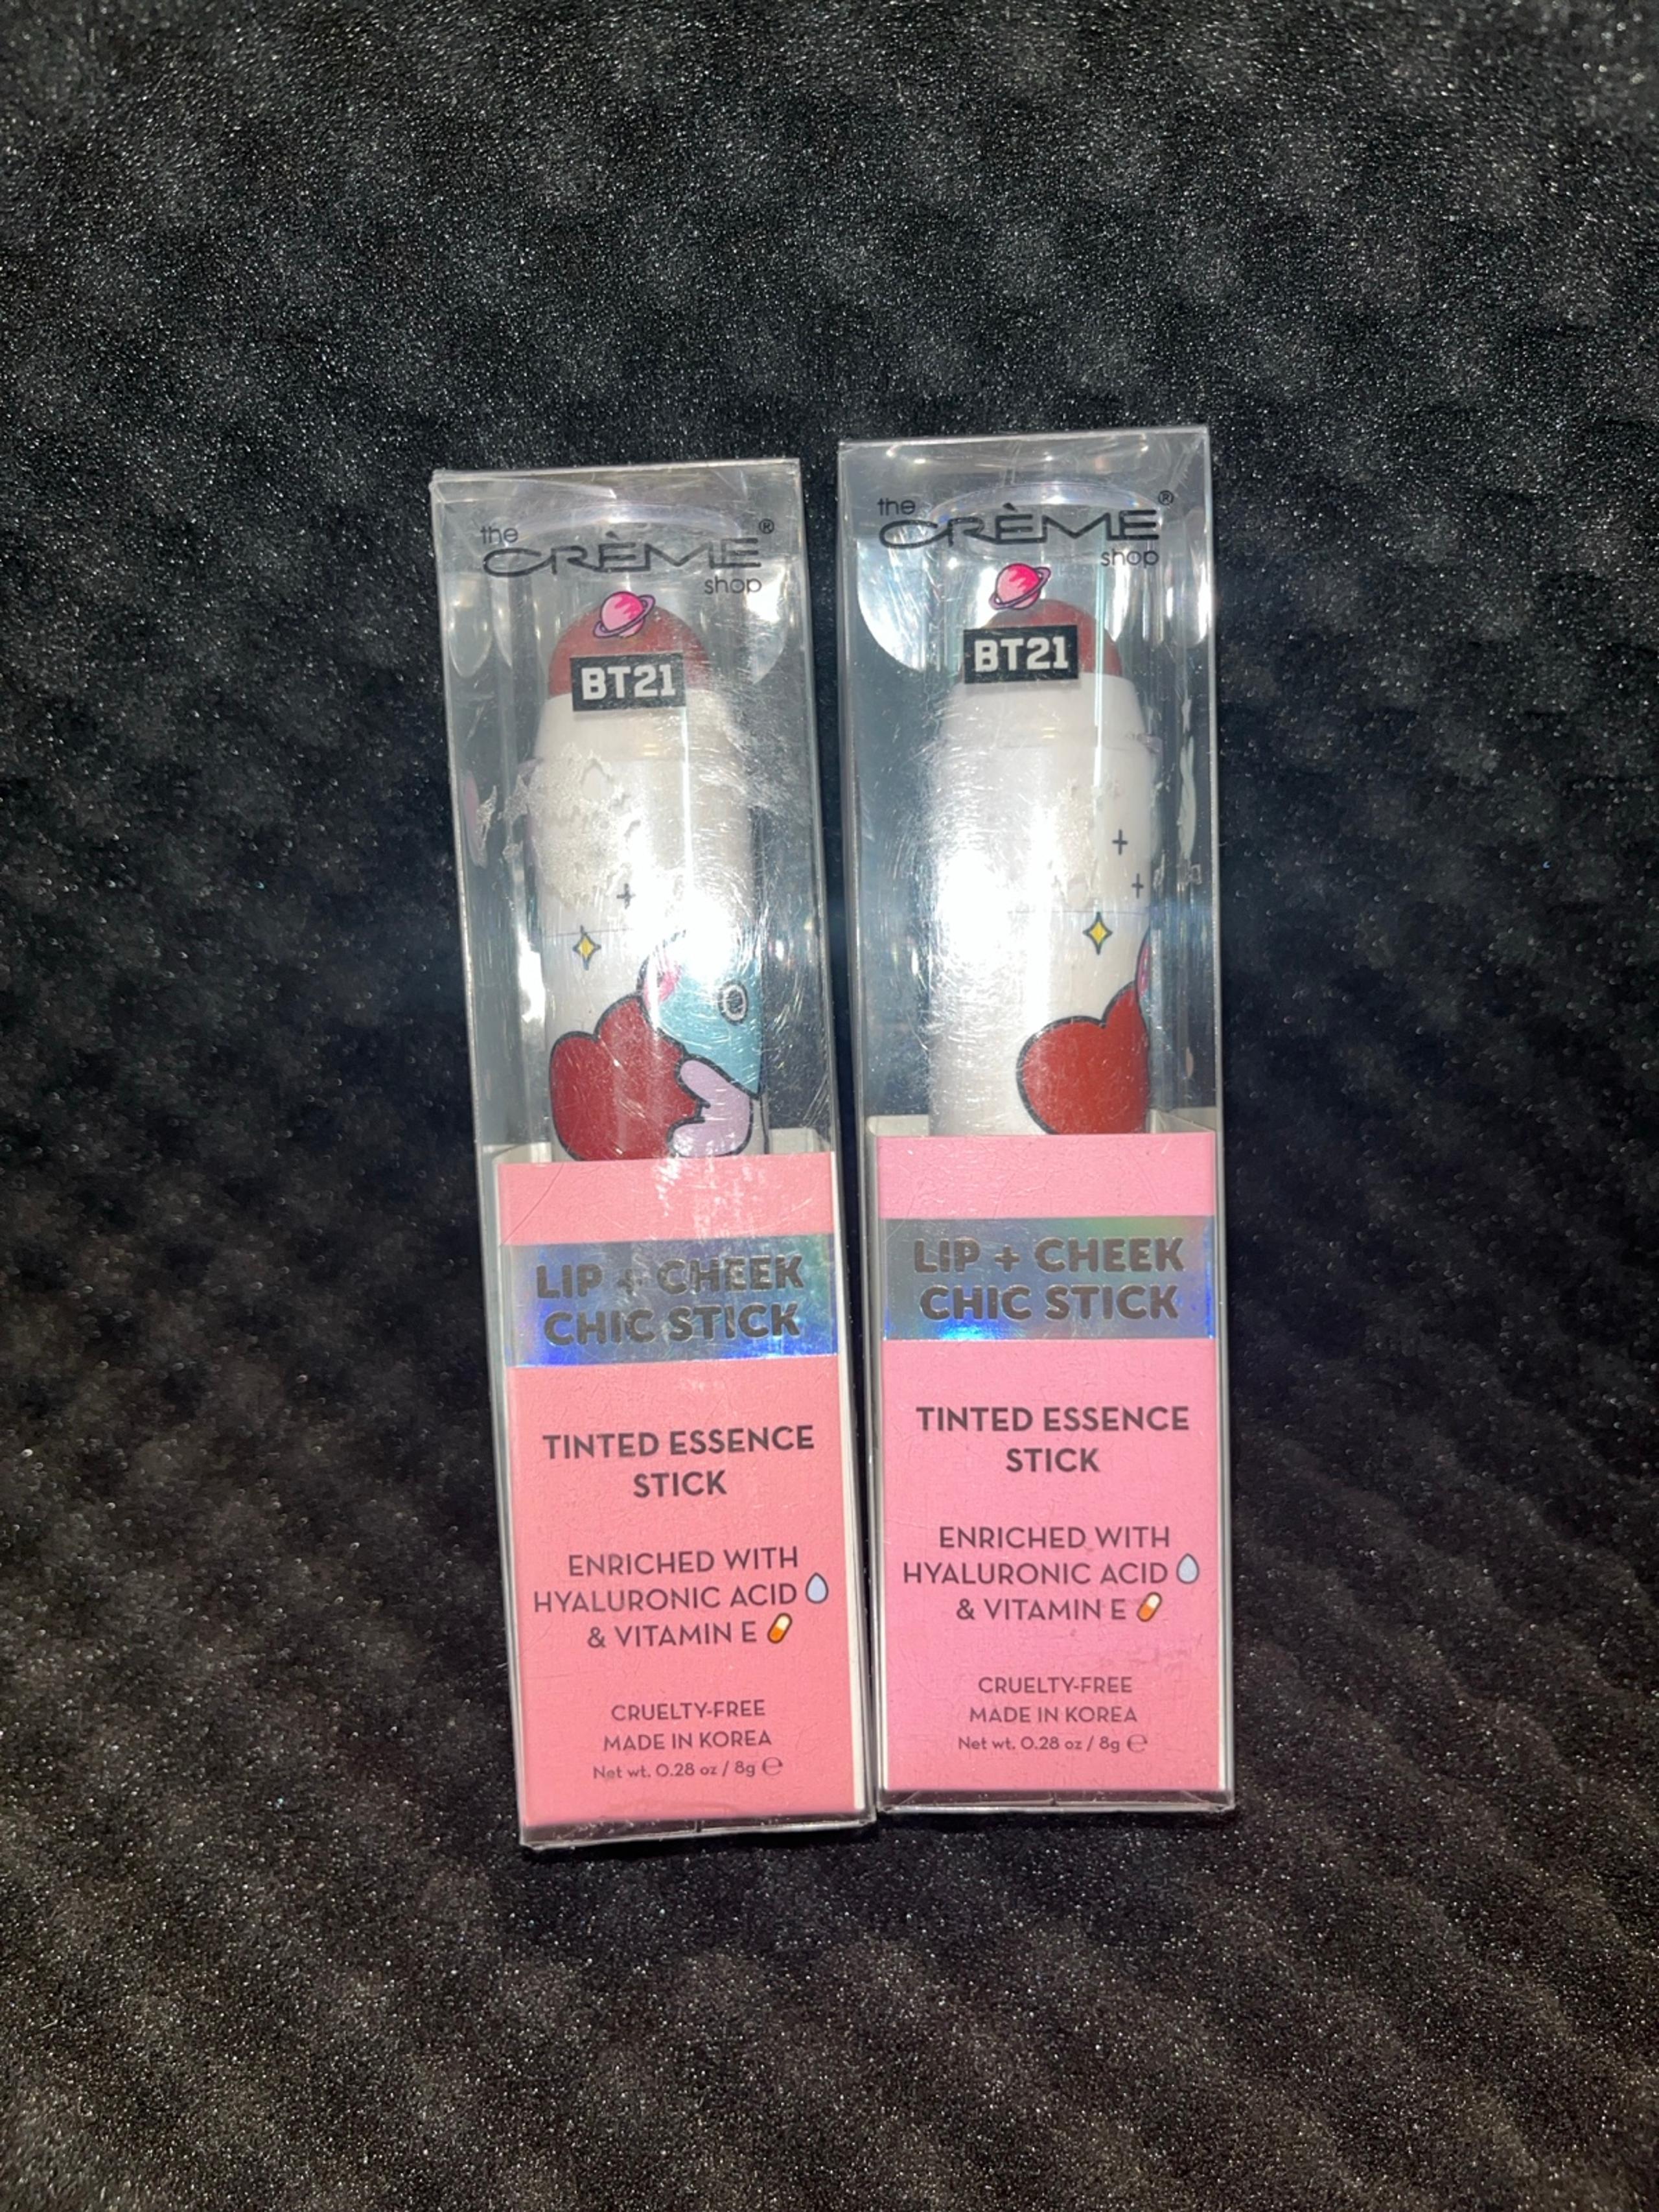 the
CRÈME®
shop
BT21
LIP + CHEEK
CHIC STICK
TINTED ESSENCE
STICK
ENRICHED WITH
HYALURONIC ACID
& VITAMIN E
CRUELTY-FREE
MADE IN KOREA
Net wt. 0.28 oz / 8g ℮
the
CRÈME®
shop
BT21
LIP + CHEEK
CHIC STICK
TINTED ESSENCE
STICK
ENRICHED WITH
HYALURONIC ACID
& VITAMIN E
CRUELTY-FREE
MADE IN KOREA
Net wt. 0.28 oz / 8g ℮